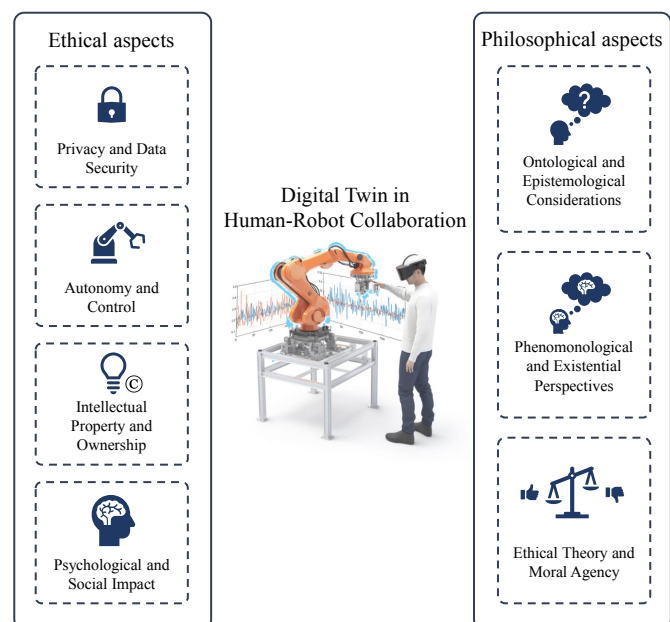 Ethical aspects
Privacy and Data
Security
Autonomy and
Control
©
Intellectual
Property and
Ownership
Psychological and
Social Impact
Digital Twin in
Human-Robot Collaboration
Philosophical aspects
?
Ontological and
Epistemological
Considerations
Phenomonological
and Existential
Perspectives
Ethical Theory and
Moral Agency